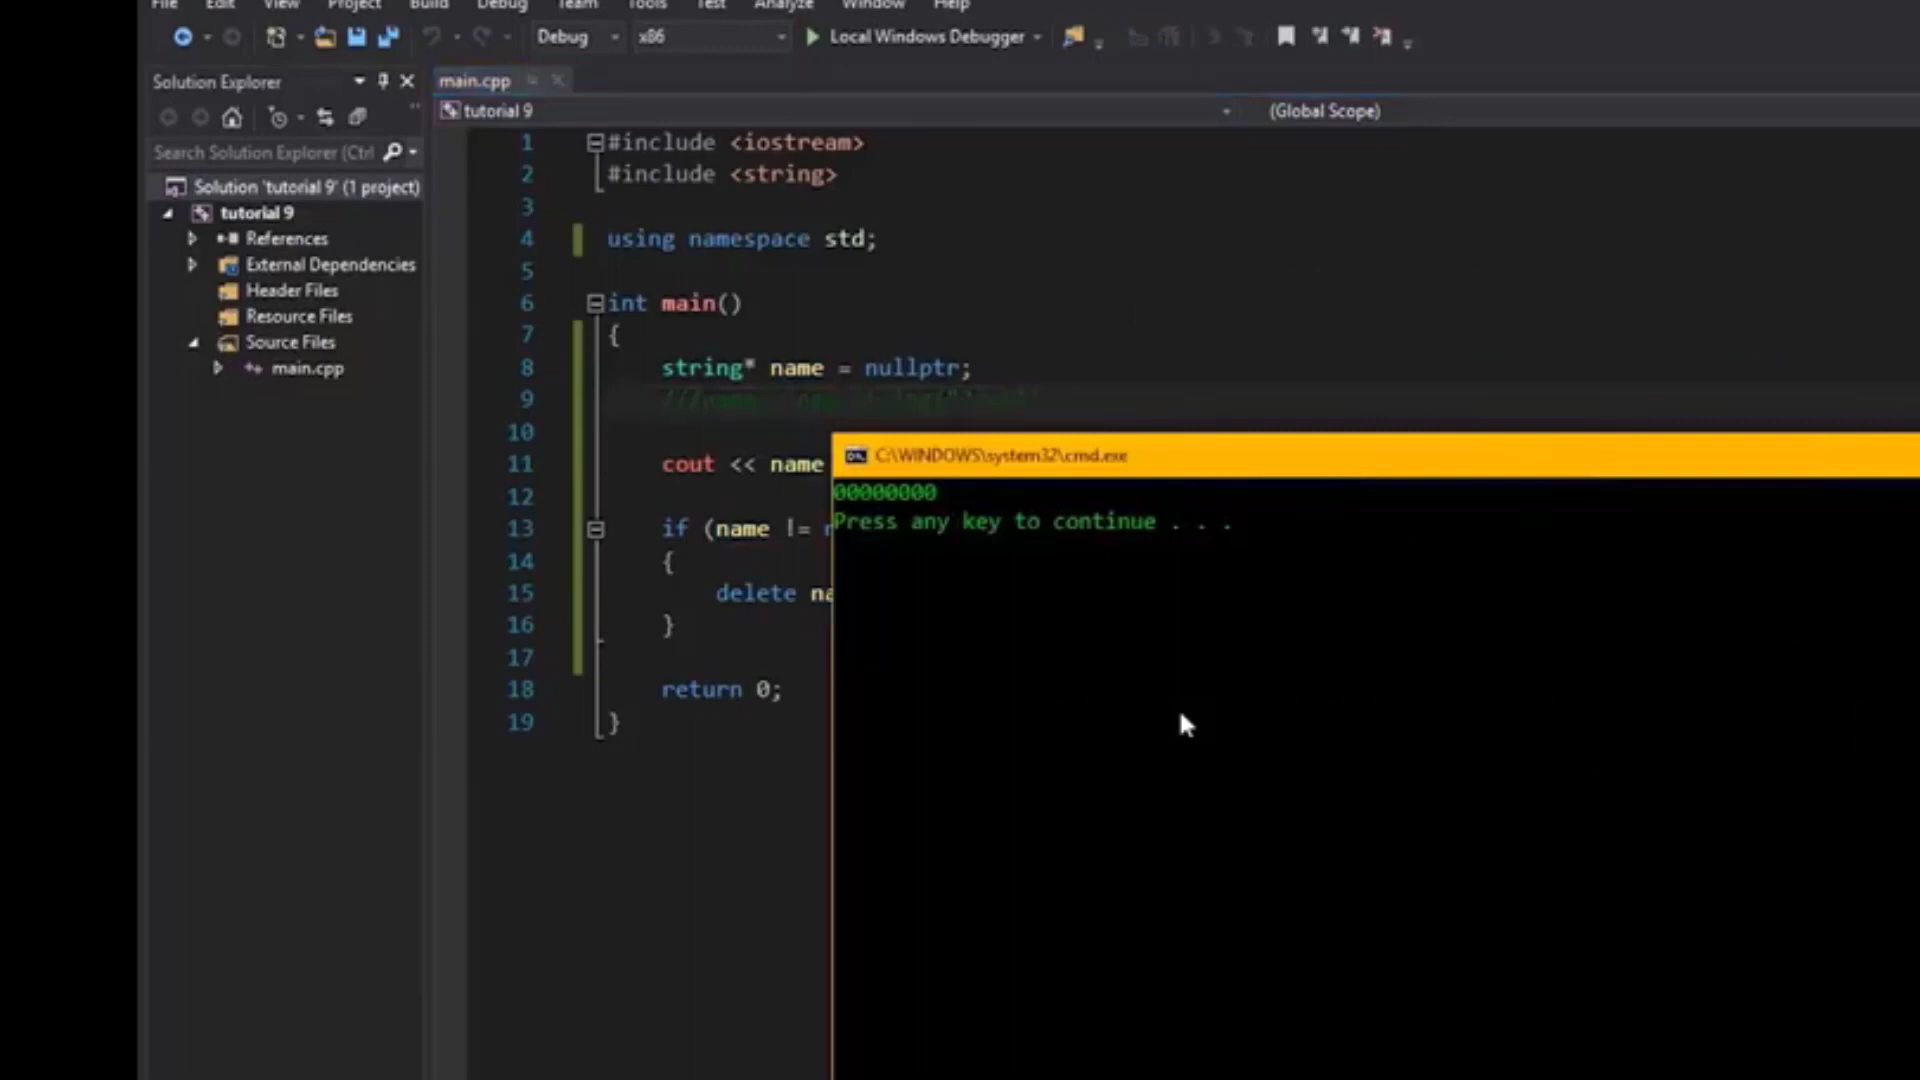 File Edit View Project Build Debug Team Tools Test Analyze Window Help
Debug x86 Local Windows Debugger
Solution Explorer
main.cpp
tutorial 9 (Global Scope)
Search Solution Explorer (Ctrl
Solution 'tutorial 9' (1 project)
tutorial 9
References
External Dependencies
Header Files
Resource Files
Source Files
main.cpp
1 #include <iostream>
2 #include <string>
3
4 using namespace std;
5
6 int main()
7 {
8 string* name = nullptr;
9
10
11 cout << name
12
13 if (name !=
14 {
15 delete na
16 }
17
18 return 0;
19 }
C:\WINDOWS\system32\cmd.exe
00000000
Press any key to continue . . .